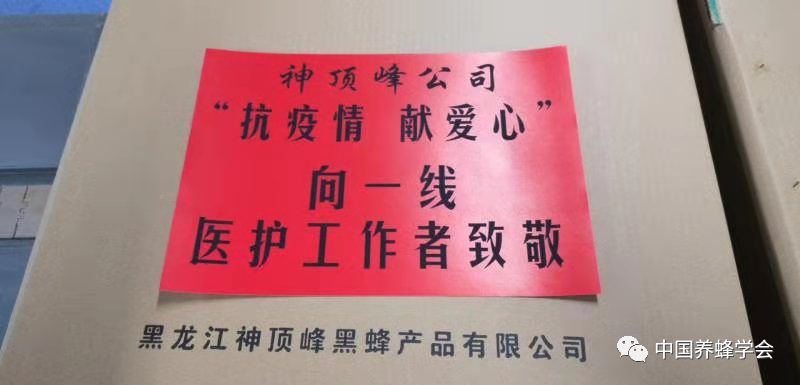 神顶峰公司
“抗疫情 献爱心”
向一线
医护工作者致敬
黑龙江神顶峰黑蜂产品有限公司
中国养蜂学会